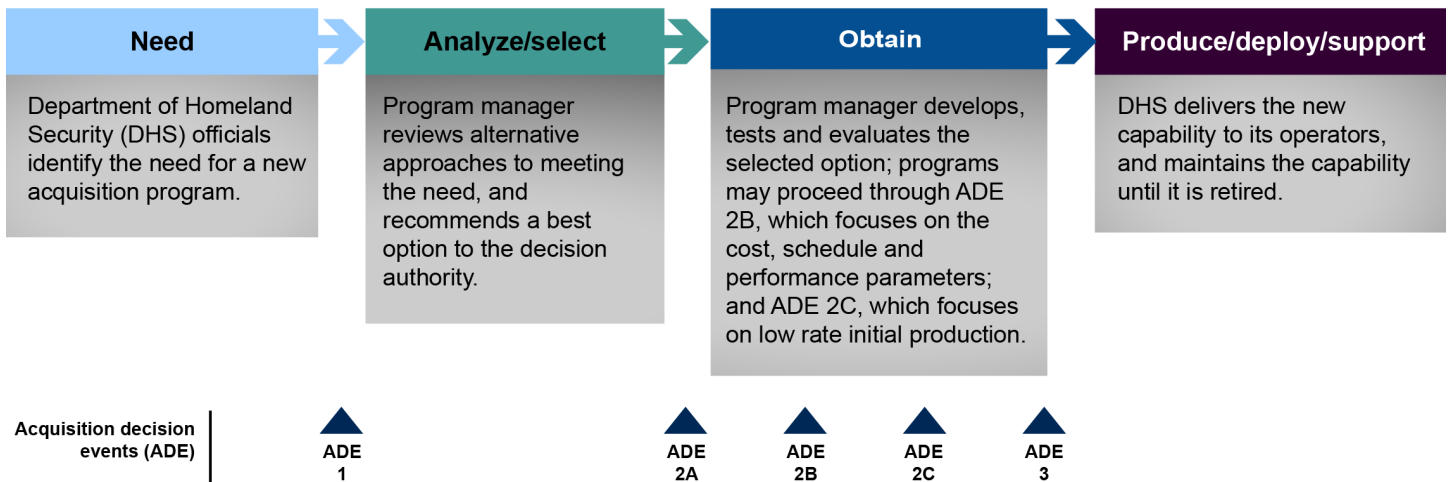 Need
Analyze/select
Obtain
Produce/deploy/support
Department of Homeland
Security (DHS) officials
identify the need for a new
acquisition program.
Program manager
reviews alternative
approaches to meeting
the need, and
recommends a best
option to the decision
authority.
Program manager develops,
tests and evaluates the
selected option; programs
may proceed through ADE
2B, which focuses on the
cost, schedule and
performance parameters;
and ADE 2C, which focuses
on low rate initial production.
DHS delivers the new
capability to its operators,
and maintains the capability
until it is retired.
Acquisition decision
events (ADE)
ADE
1
ADE
2A
ADE
2B
ADE
2C
ADE
3